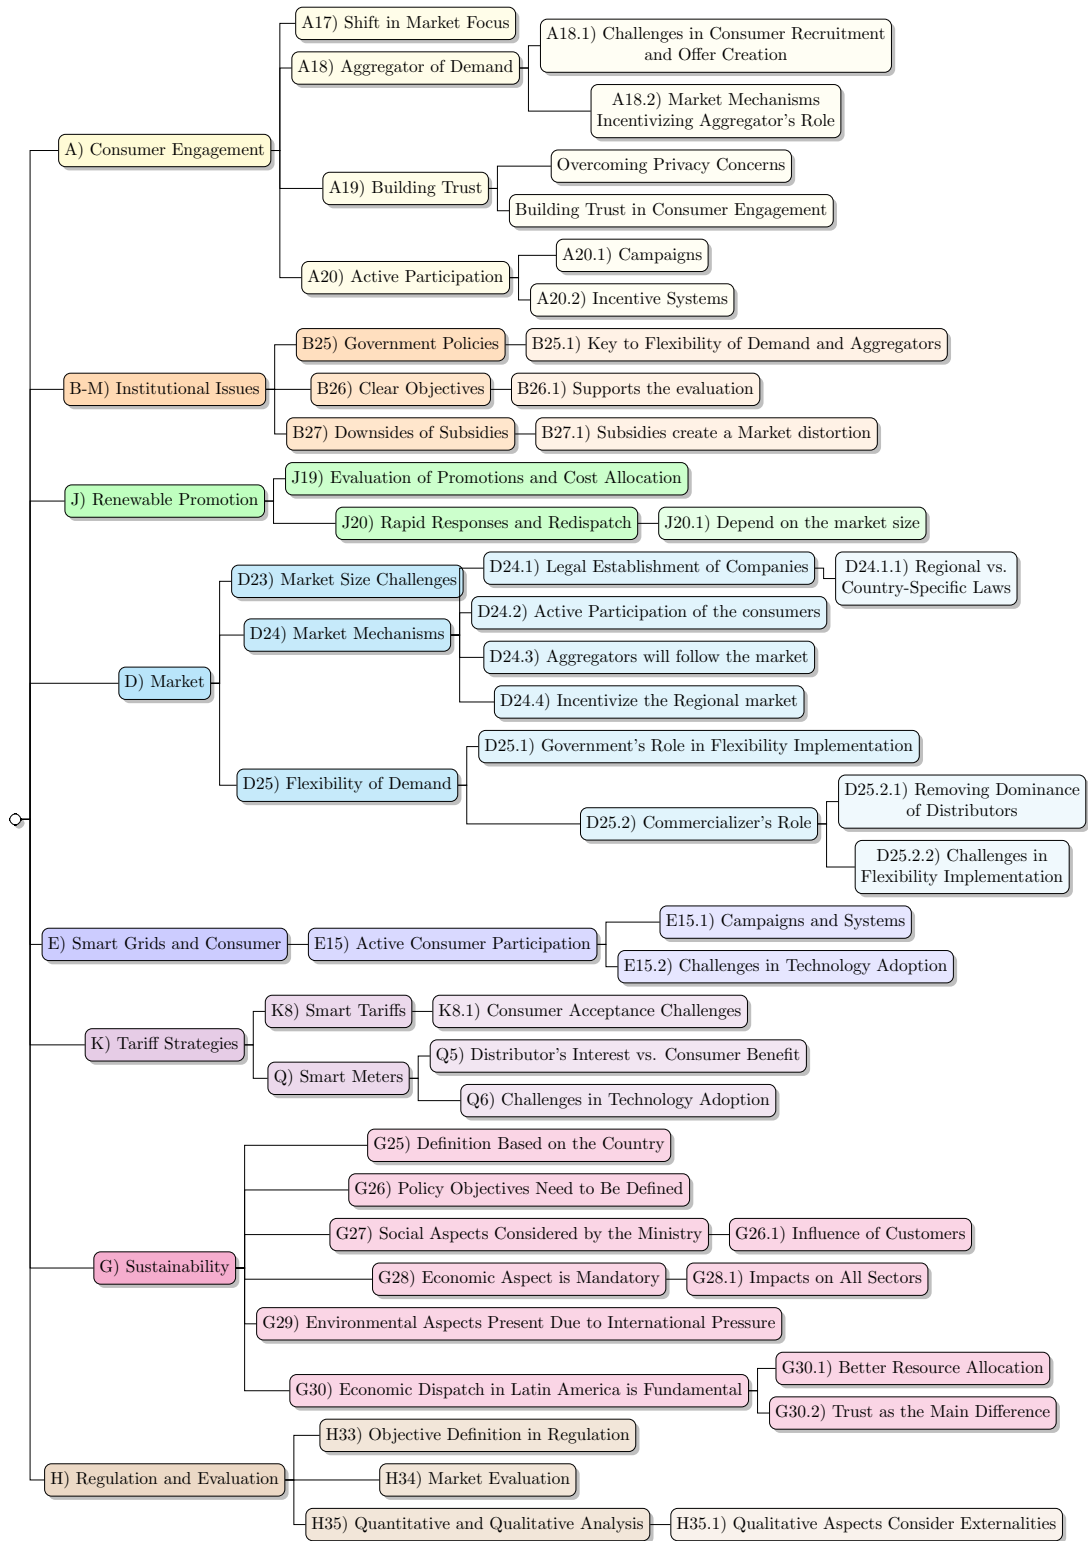 A17) Shift in Market Focus
A18.1) Challenges in Consumer Recruitment
and Offer Creation
A18) Aggregator of Demand
A18.2) Market Mechanisms
Incentivizing Aggregator's Role
A) Consumer Engagement
Overcoming Privacy Concerns
A19) Building Trust
Building Trust in Consumer Engagement
A20.1) Campaigns
A20) Active Participation
A20.2) Incentive Systems
B25) Government Policies
B25.1) Key to Flexibility of Demand and Aggregators
B-M) Institutional Issues
B26) Clear Objectives
B26.1) Supports the evaluation
B27) Downsides of Subsidies
B27.1) Subsidies create a Market distortion
J19) Evaluation of Promotions and Cost Allocation
J) Renewable Promotion
J20) Rapid Responses and Redispatch
J20.1) Depend on the market size
D23) Market Size Challenges
D24.1) Legal Establishment of Companies
D24.1.1) Regional vs.
Country-Specific Laws
D24.2) Active Participation of the consumers
D24) Market Mechanisms
D24.3) Aggregators will follow the market
D) Market
D24.4) Incentivize the Regional market
D25.1) Government's Role in Flexibility Implementation
D25) Flexibility of Demand
D25.2.1) Removing Dominance
of Distributors
D25.2) Commercializer's Role
D25.2.2) Challenges in
Flexibility Implementation
E15.1) Campaigns and Systems
E) Smart Grids and Consumer
E15) Active Consumer Participation
E15.2) Challenges in Technology Adoption
K8) Smart Tariffs
K8.1) Consumer Acceptance Challenges
K) Tariff Strategies
Q5) Distributor's Interest vs. Consumer Benefit
Q) Smart Meters
Q6) Challenges in Technology Adoption
G25) Definition Based on the Country
G26) Policy Objectives Need to Be Defined
G27) Social Aspects Considered by the Ministry
G26.1) Influence of Customers
G) Sustainability
G28) Economic Aspect is Mandatory
G28.1) Impacts on All Sectors
G29) Environmental Aspects Present Due to International Pressure
G30.1) Better Resource Allocation
G30) Economic Dispatch in Latin America is Fundamental
G30.2) Trust as the Main Difference
H33) Objective Definition in Regulation
H) Regulation and Evaluation
H34) Market Evaluation
H35) Quantitative and Qualitative Analysis
H35.1) Qualitative Aspects Consider Externalities